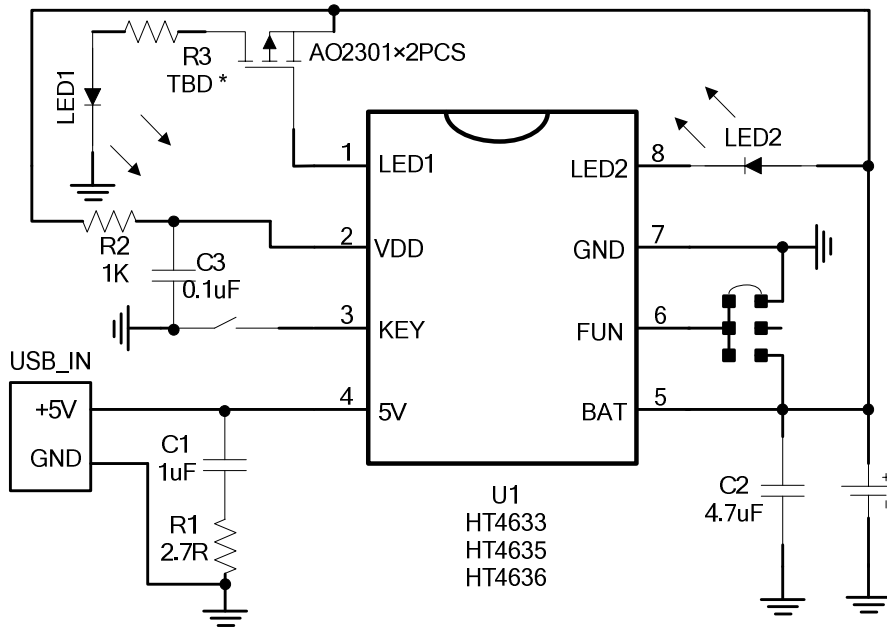 R3
TBD *
AO2301×2PCS
LED1
LED2
1
LED1
LED2
8
R2
1K
2
VDD
GND
7
C3
0.1uF
3
KEY
FUN
6
USB_IN
+5V
4
5V
BAT
5
GND
C1
1uF
R1
2.7R
U1
HT4633
HT4635
HT4636
C2
4.7uF
+